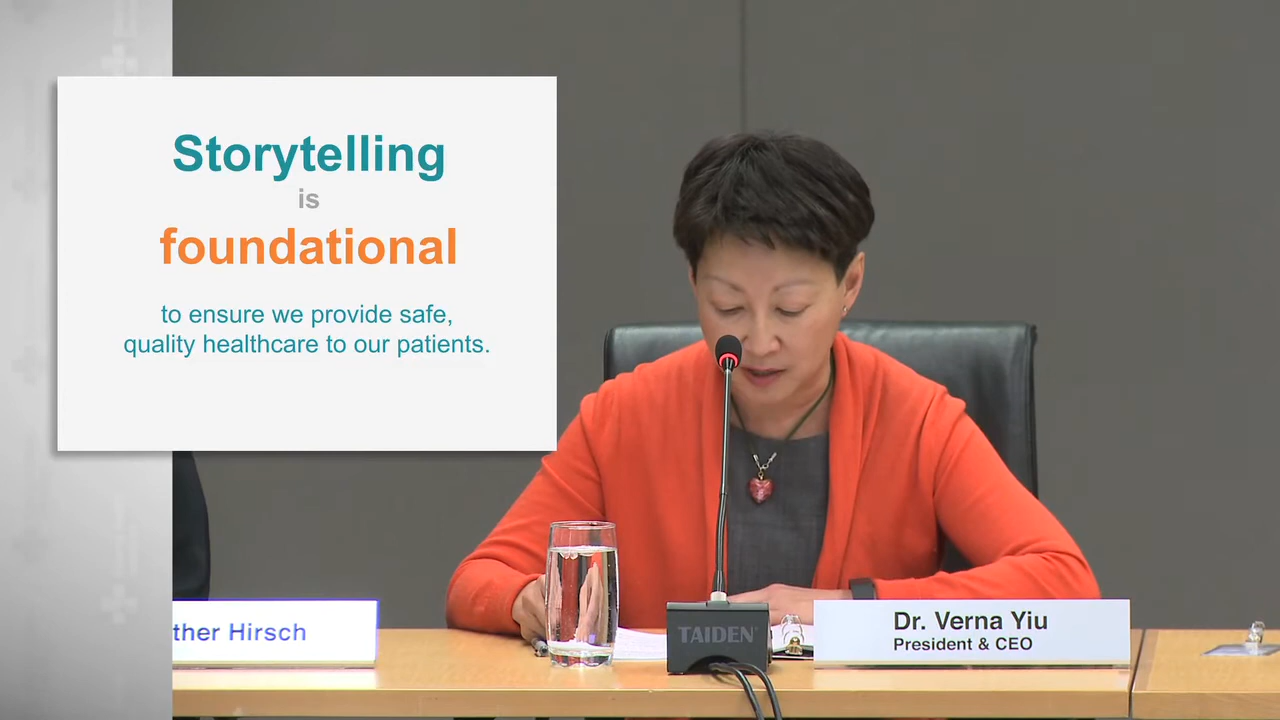 Storytelling
is
foundational
to ensure we provide safe,
quality healthcare to our patients.
ther Hirsch
TAIDEN
Dr. Verna Yiu
President & CEO